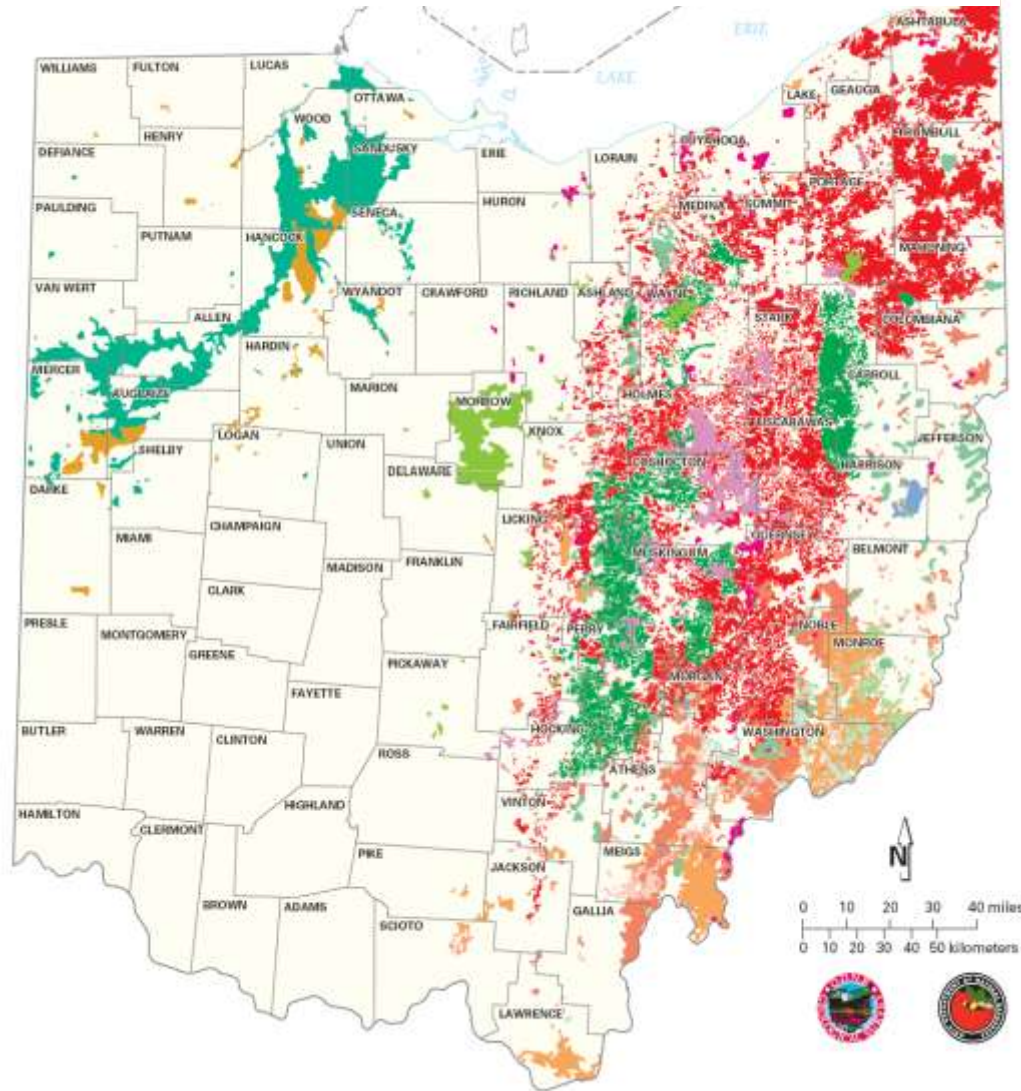 ASHTABULA
ERIE
LAKE
WILLIAMS
FULTON
LUCAS
OTTAWA
LAKE
GEAUGA
WOOD
HENRY
SANDUSKY
ERIE
LORAIN
CUYAHOGA
TRUMBULL
DEFIANCE
PORTAGE
PAULDING
SENECA
HURON
MEDINA
SUMMIT
PUTNAM
HANCOCK
MAHONING
VAN WERT
WYANDOT
CRAWFORD
RICHLAND
ASHLAND
WAYNE
ALLEN
STARK
COLUMBIANA
HARDIN
MERCER
MARION
CARROLL
AUGLAIZE
MORROW
HOLMES
TUSCARAWAS
LOGAN
KNOX
JEFFERSON
SHELBY
UNION
DELAWARE
COSHOCTON
HARRISON
DARKE
CHAMPAIGN
LICKING
MIAMI
GUERNSEY
FRANKLIN
MUSKINGUM
BELMONT
MADISON
CLARK
PREBLE
MONTGOMERY
FAIRFIELD
PERRY
NOBLE
MONROE
GREENE
PICKAWAY
MORGAN
FAYETTE
BUTLER
WARREN
CLINTON
HOCKING
WASHINGTON
ROSS
ATHENS
HIGHLAND
VINTON
HAMILTON
CLERMONT
PIKE
MEIGS
N
JACKSON
BROWN
ADAMS
GALLIA
0 10 20 30 40 miles
SCIOTO
0 10 20 30 40 50 kilometers
LAWRENCE